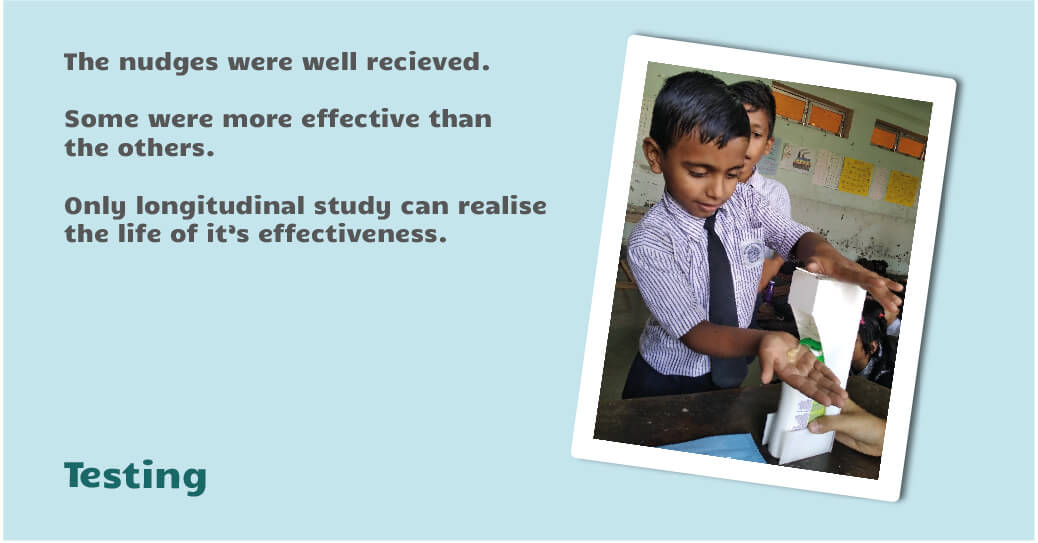 The nudges were well recieved.
Some were more effective than
the others.
Only longitudinal study can realise
the life of it's effectiveness.
Testing